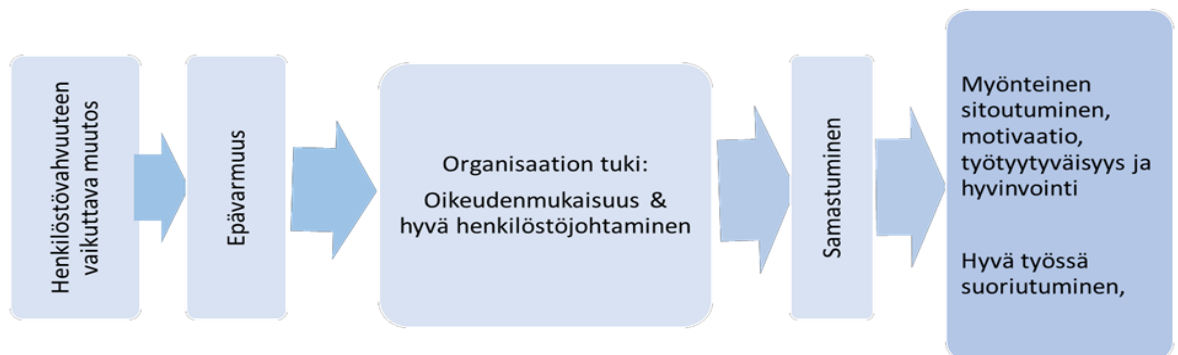 Henkilöstövahvuuteen
vaikuttava muutos
Epävarmuus
Organisaation tuki:
Oikeudenmukaisuus &
hyvä henkilöstöjohtaminen
Samastuminen
Myönteinen
sitoutuminen,
motivaatio,
työtyytyväisyys ja
hyvinvointi
Hyvä työssä
suoriutuminen,